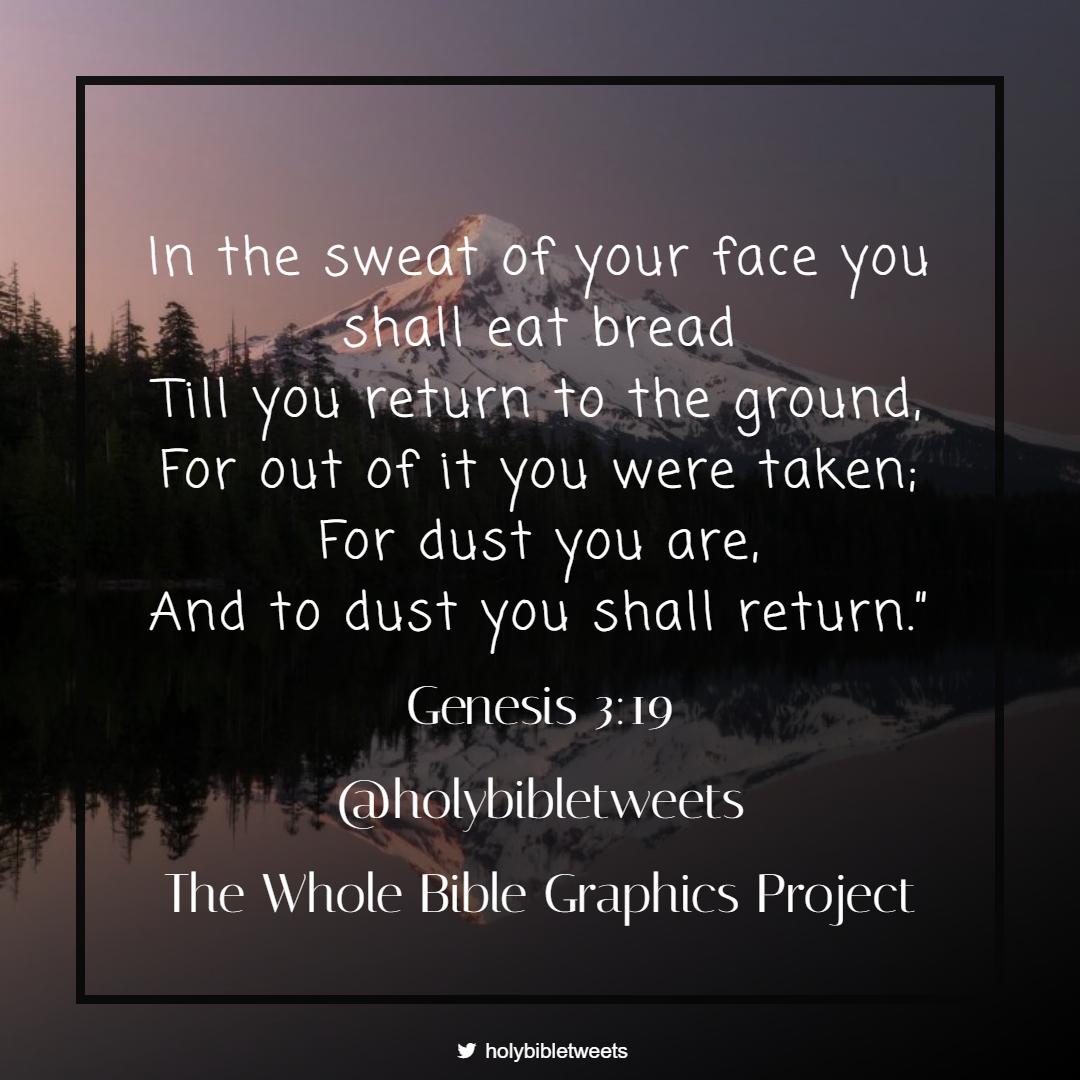 In the sweat of your face you
shall eat bread
Till you return to the ground,
For out of it you were taken;
For dust you are,
And to dust you shall return."
Genesis 3:19
@holybibletweets
The Whole Bible Graphics Project
holybibletweets